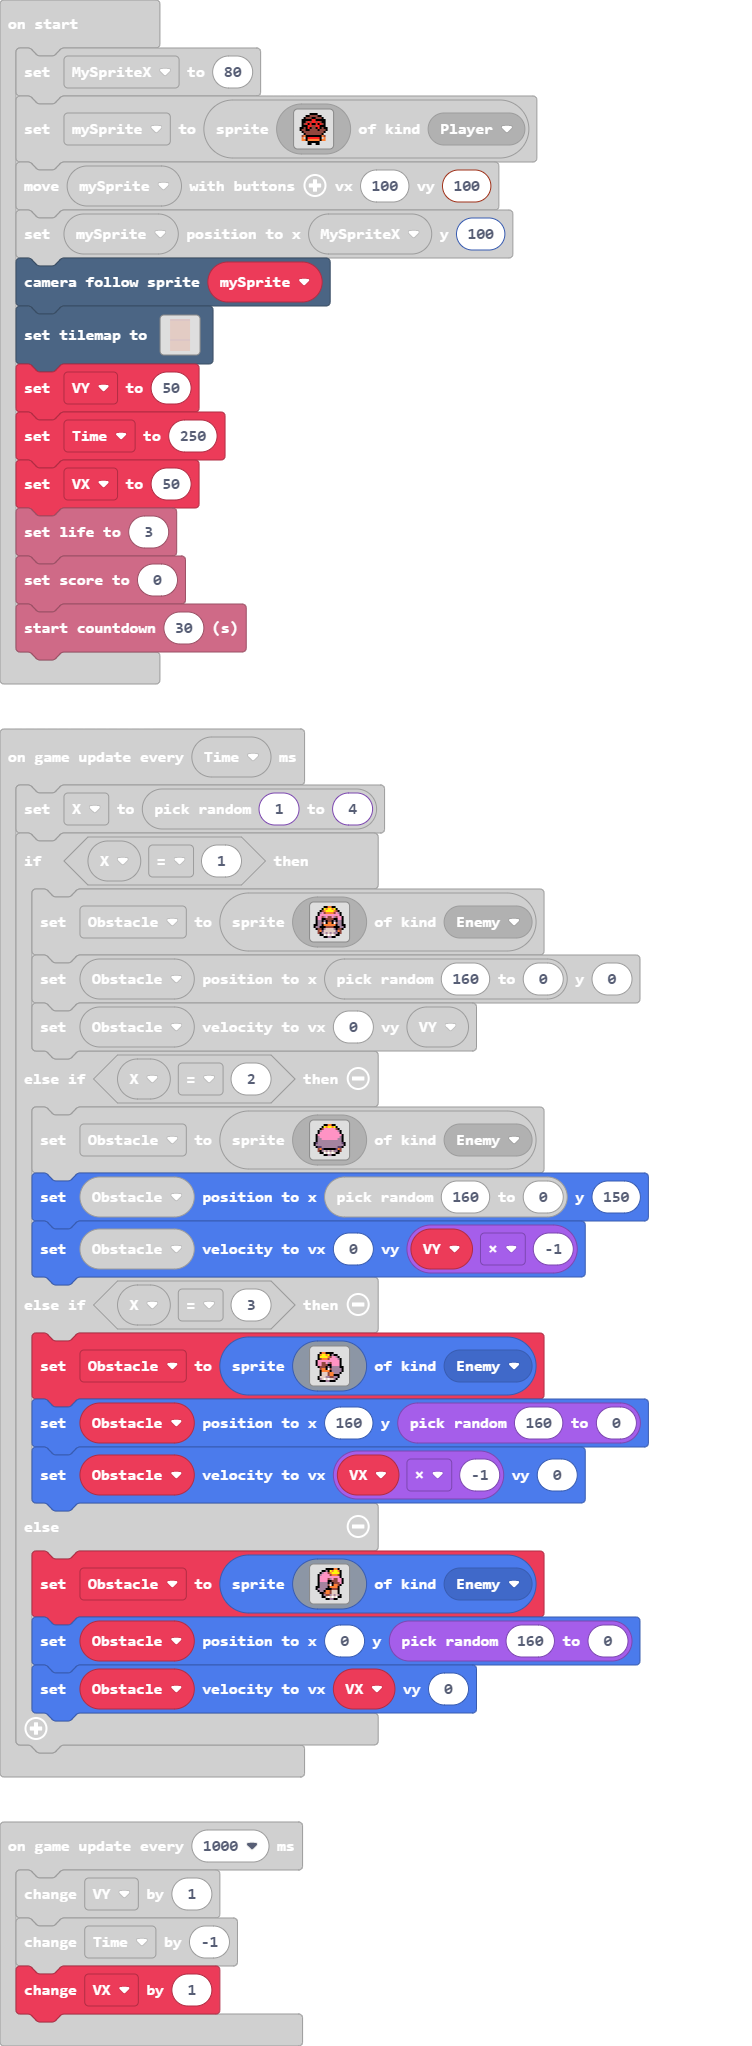 on start
set MySpriteX to 80
set mySprite to sprite of kind Player
move mySprite with buttons vx 100 vy 100
set mySprite position to x MySpriteX y 100
camera follow sprite mySprite
set tilemap to
set VY to 50
set Time to 250
set VX to 50
set life to 3
set score to 0
start countdown 30 (s)
on game update every Time ms
set X to pick random 1 to 4
if X = 1 then
set Obstacle to sprite of kind Enemy
set Obstacle position to x pick random 160 to 0 y 0
set Obstacle velocity to vx 0 vy VY
else if X = 2 then
set Obstacle to sprite of kind Enemy
set Obstacle position to x pick random 160 to 0 y 150
set Obstacle velocity to vx 0 vy VY × -1
else if X = 3 then
set Obstacle to sprite of kind Enemy
set Obstacle position to x 160 y pick random 160 to 0
set Obstacle velocity to vx VX × -1 vy 0
else
set Obstacle to sprite of kind Enemy
set Obstacle position to x 0 y pick random 160 to 0
set Obstacle velocity to vx VX vy 0
on game update every 1000 ms
change VY by 1
change Time by -1
change VX by 1